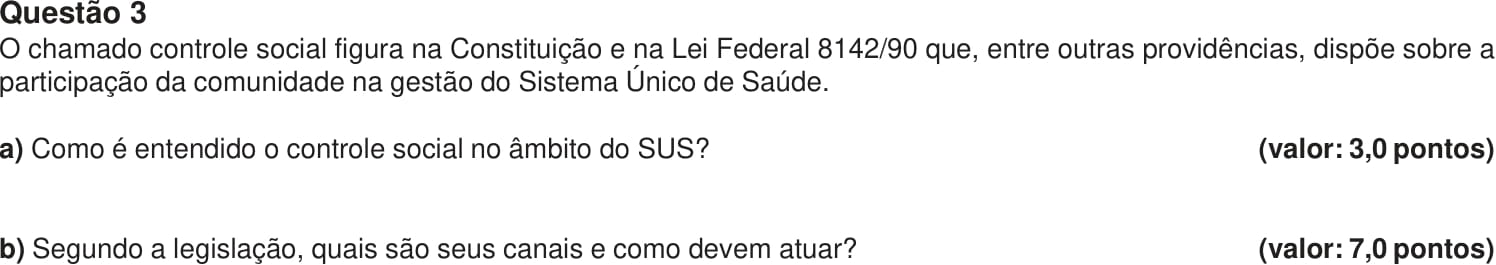 Questão 3
O chamado controle social figura na Constituição e na Lei Federal 8142/90 que, entre outras providências, dispõe sobre a
participação da comunidade na gestão do Sistema Único de Saúde.
a) Como é entendido o controle social no âmbito do SUS? (valor: 3,0 pontos)
b) Segundo a legislação, quais são seus canais e como devem atuar? (valor: 7,0 pontos)